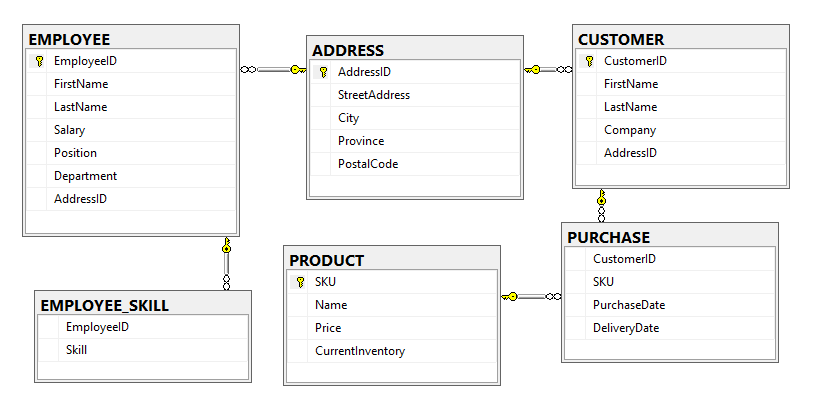 EMPLOYEE
EmployeeID
FirstName
LastName
Salary
Position
Department
AddressID
ADDRESS
AddressID
StreetAddress
City
Province
PostalCode
CUSTOMER
CustomerID
FirstName
LastName
Company
AddressID
EMPLOYEE_SKILL
EmployeeID
Skill
PRODUCT
SKU
Name
Price
CurrentInventory
PURCHASE
CustomerID
SKU
PurchaseDate
DeliveryDate